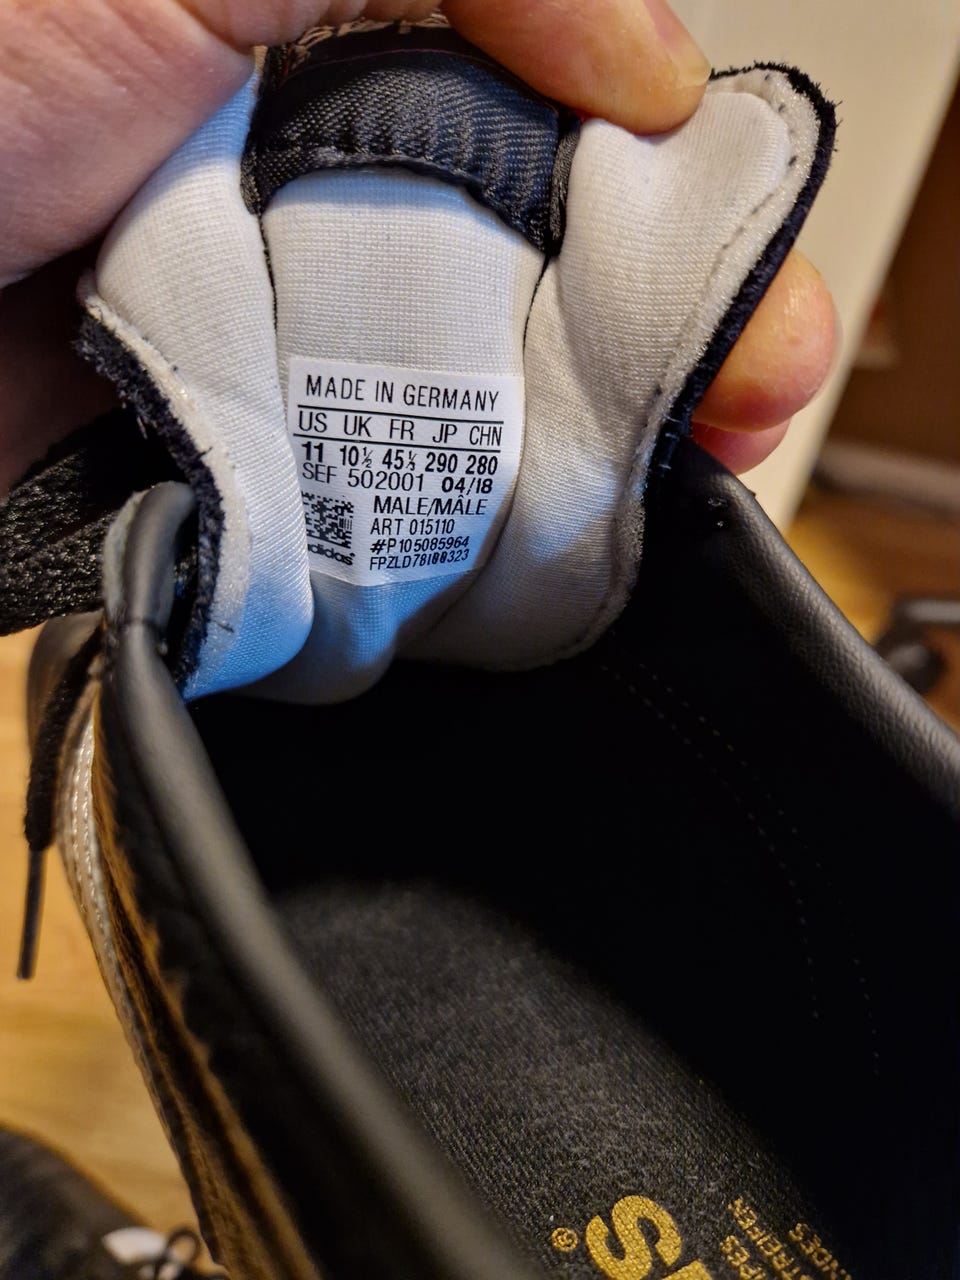 MADE IN GERMANY
US UK FR JP CHN
11 10½ 45⅓ 290 280
SEF 502001 04/18
MALE/MÂLE
ART 015110
#P105085964
adidas